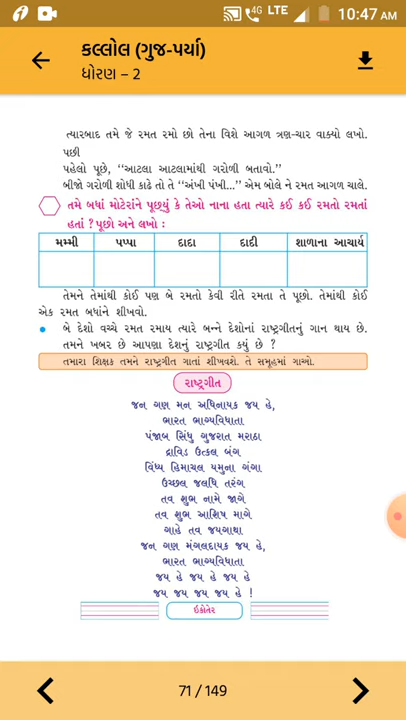 4G LTE 10:47 AM
કલ્લોલ (ગુજ-પર્યા)
ધોરણ – 2
ત્યારબાદ તમે જે રમત રમો છો તેના વિશે આગળ ત્રણ-ચાર વાક્યો લખો.
પછી
પહેલો પૂછે, “આટલા આટલામાંથી ગરોળી બતાવો.”
બીજો ગરોળી શોધી કાઢે તો તે “અંખી પંખી...” એમ બોલે ને રમત આગળ ચાલે.
તમે બધાં મોટેરાંને પૂછ્યું કે તેઓ નાના હતા ત્યારે કઈ કઈ રમતો રમતાં
હતાં ? પૂછો અને લખો :
મમ્મી પપ્પા દાદા દાદી શાળાના આચાર્ય
તેમને તેમાંથી કોઈ પણ બે રમતો કેવી રીતે રમતા તે પૂછો. તેમાંથી કોઈ
એક રમત બધાંને શીખવો.
• બે દેશો વચ્ચે રમત રમાય ત્યારે બન્ને દેશોનાં રાષ્ટ્રગીતનું ગાન થાય છે.
તમને ખબર છે આપણા દેશનું રાષ્ટ્રગીત ક્યું છે ?
તમારા શિક્ષક તમને રાષ્ટ્રગીત ગાતાં શીખવશે. તે સમૂહમાં ગાઓ.
રાષ્ટ્રગીત
જન ગણ મન અધિનાયક જય હે,
ભારત ભાગ્યવિધાતા
પંજાબ સિંધુ ગુજરાત મરાઠા
દ્રાવિડ ઉત્કલ બંગ
વિંધ્ય હિમાચલ યમુના ગંગા
ઉચ્છલ જલધિ તરંગ
તવ શુભ નામે જાગે
તવ શુભ આશિષ માગે
ગાહે તવ જયગાથા
જન ગણ મંગલદાયક જય હે,
ભારત ભાગ્યવિધાતા
જય હે જય હે જય હે
જય જય જય જય હે !
ઇકોતેર
71 / 149